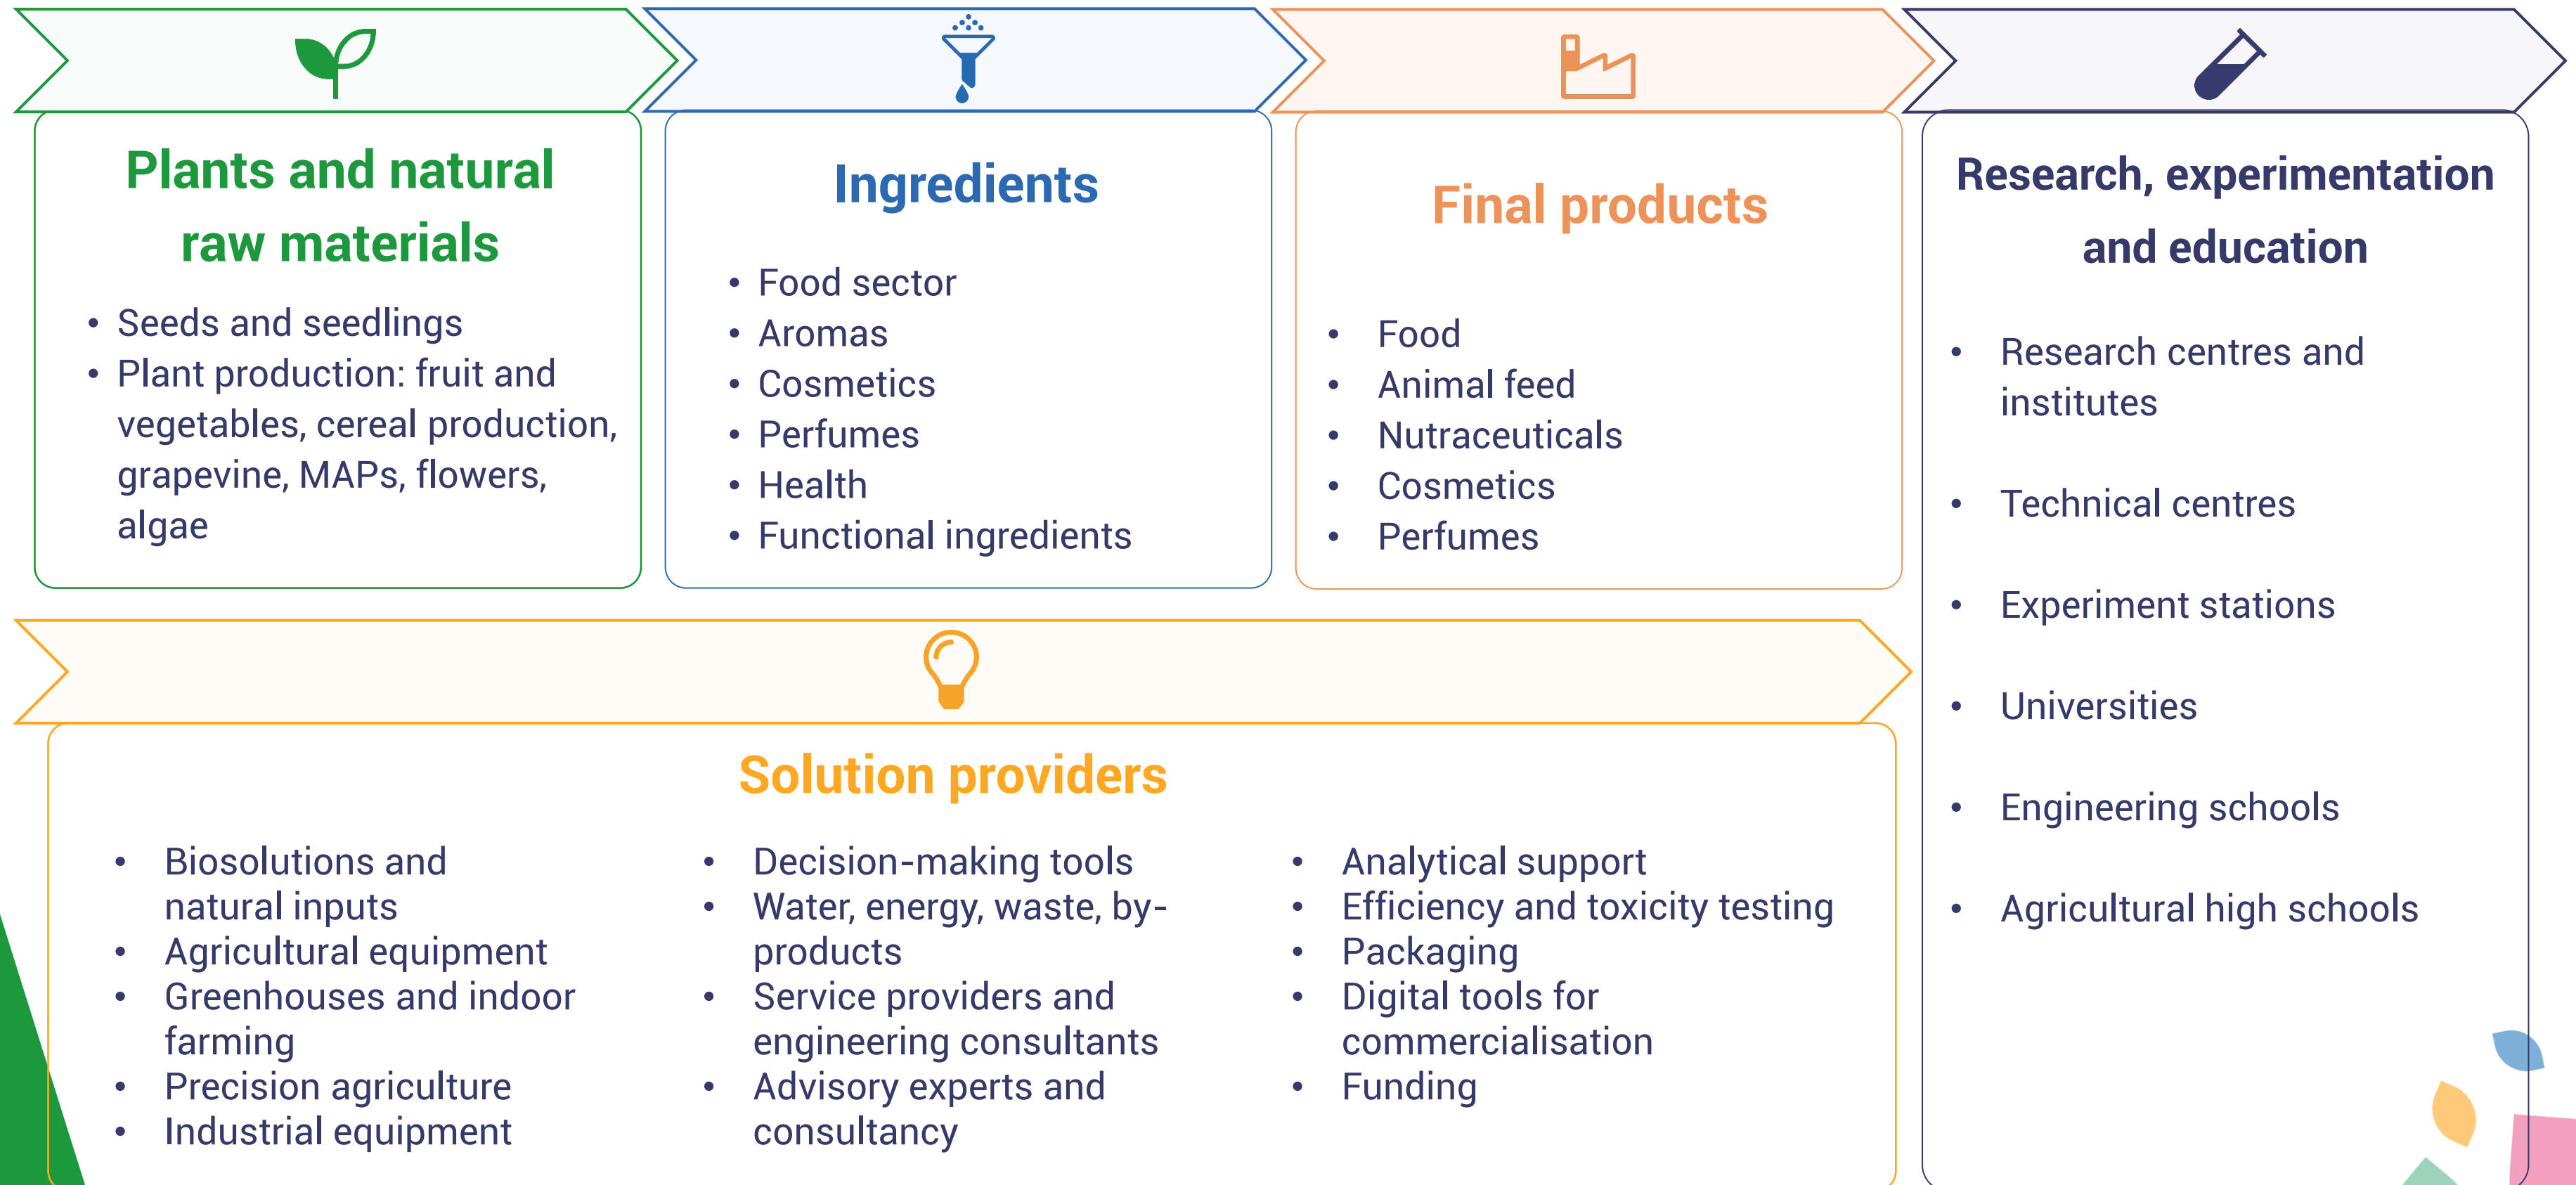 Plants and natural
raw materials
• Seeds and seedlings
• Plant production: fruit and
vegetables, cereal production,
grapevine, MAPs, flowers,
algae
Ingredients
• Food sector
• Aromas
• Cosmetics
• Perfumes
• Health
• Functional ingredients
Final products
• Food
• Animal feed
• Nutraceuticals
• Cosmetics
• Perfumes
Research, experimentation
and education
• Research centres and
institutes
• Technical centres
• Experiment stations
• Universities
• Engineering schools
• Agricultural high schools
Solution providers
• Biosolutions and
natural inputs
• Agricultural equipment
• Greenhouses and indoor
farming
• Precision agriculture
• Industrial equipment
• Decision-making tools
• Water, energy, waste, by-
products
• Service providers and
engineering consultants
• Advisory experts and
consultancy
• Analytical support
• Efficiency and toxicity testing
• Packaging
• Digital tools for
commercialisation
• Funding